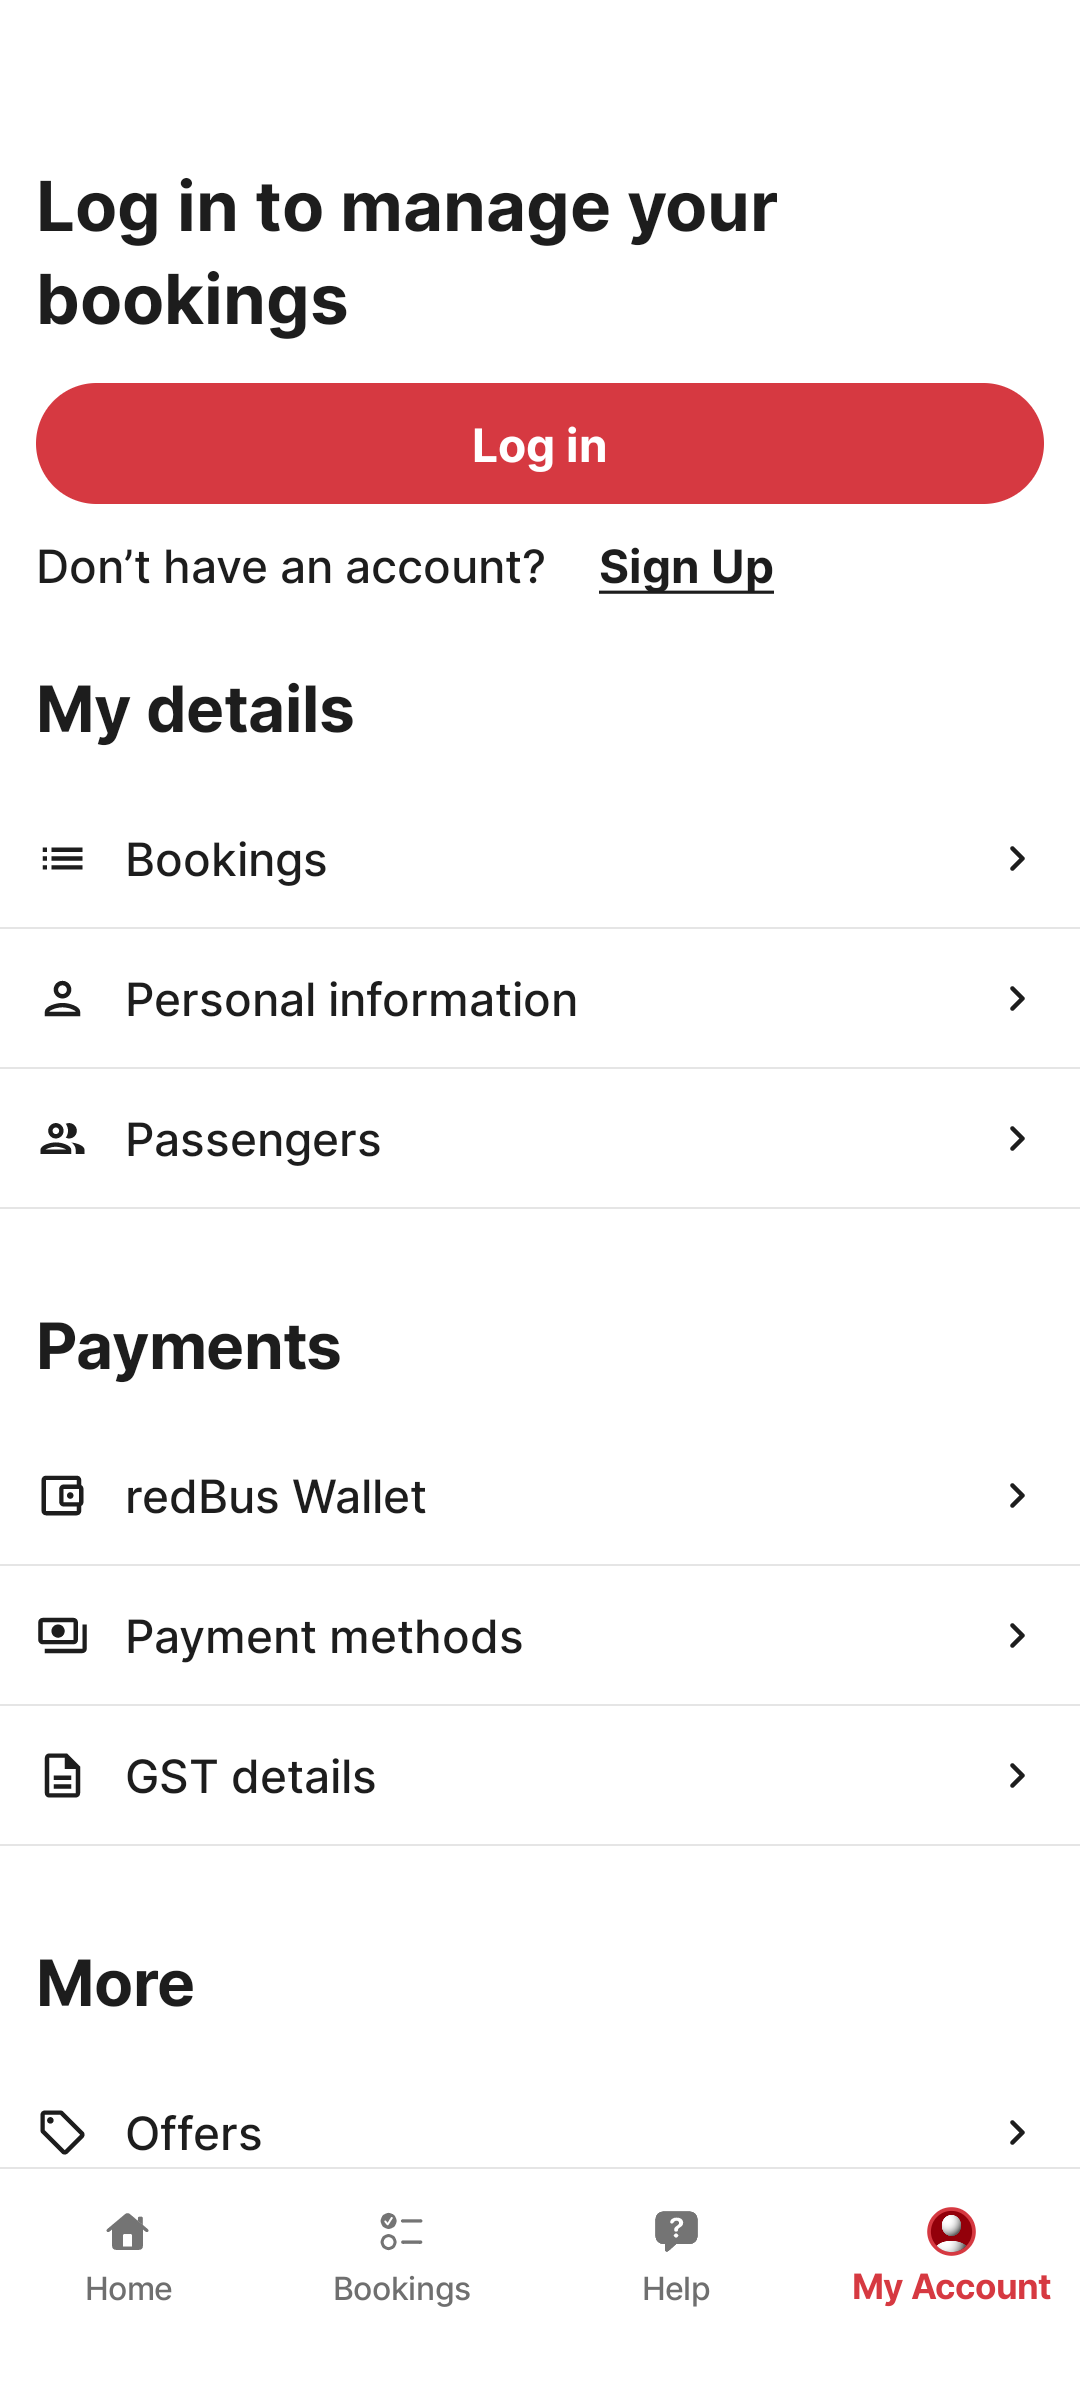 Log in to manage your
bookings
Log in
Don’t have an account? Sign Up
My details
Bookings
Personal information
Passengers
Payments
redBus Wallet
Payment methods
GST details
More
Offers
Home
Bookings
Help
My Account